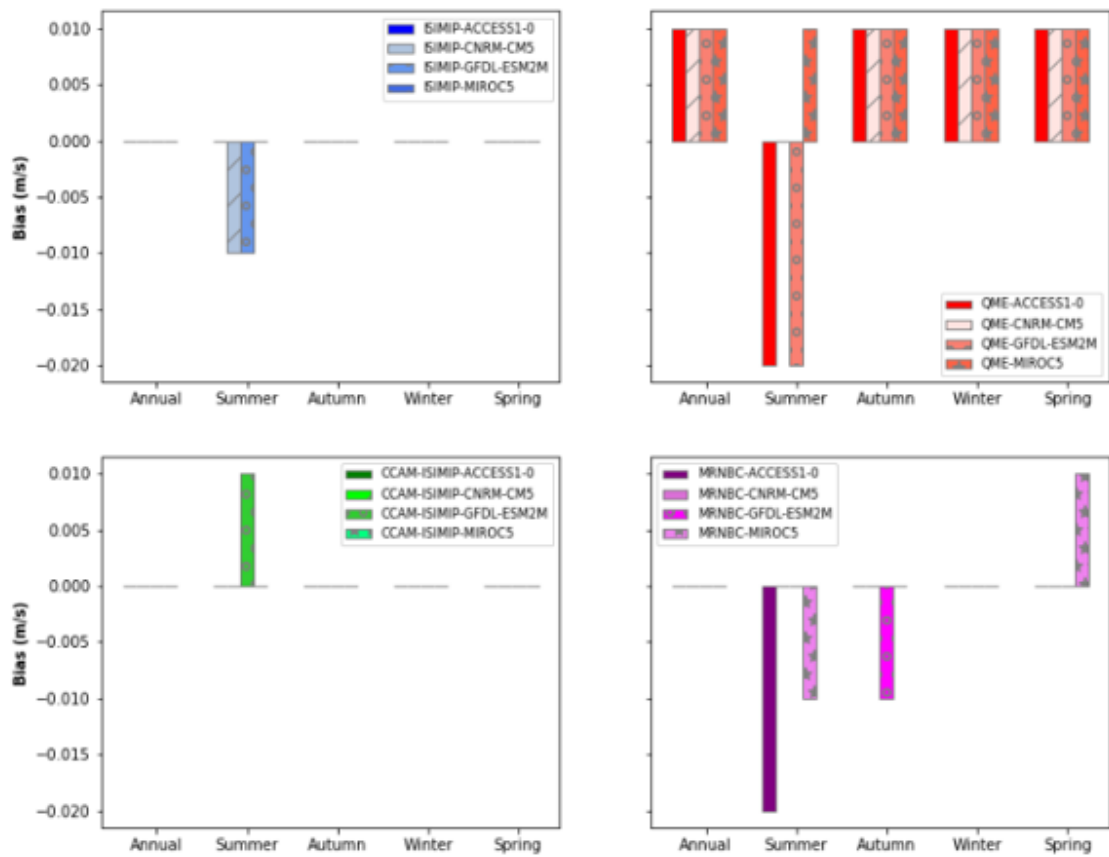 0.010
0.005
0.000
−0.005
−0.010
−0.015
−0.020
Bias (m/s)
ISIMIP-ACCESS1-0
ISIMIP-CNRM-CM5
ISIMIP-GFDL-ESM2M
ISIMIP-MIROC5
Annual Summer Autumn Winter Spring
QME-ACCESS1-0
QME-CNRM-CM5
QME-GFDL-ESM2M
QME-MIROC5
Annual Summer Autumn Winter Spring
0.010
0.005
0.000
−0.005
−0.010
−0.015
−0.020
Bias (m/s)
CCAM-ISIMIP-ACCESS1-0
CCAM-ISIMIP-CNRM-CM5
CCAM-ISIMIP-GFDL-ESM2M
CCAM-ISIMIP-MIROC5
Annual Summer Autumn Winter Spring
MRNBC-ACCESS1-0
MRNBC-CNRM-CM5
MRNBC-GFDL-ESM2M
MRNBC-MIROC5
Annual Summer Autumn Winter Spring